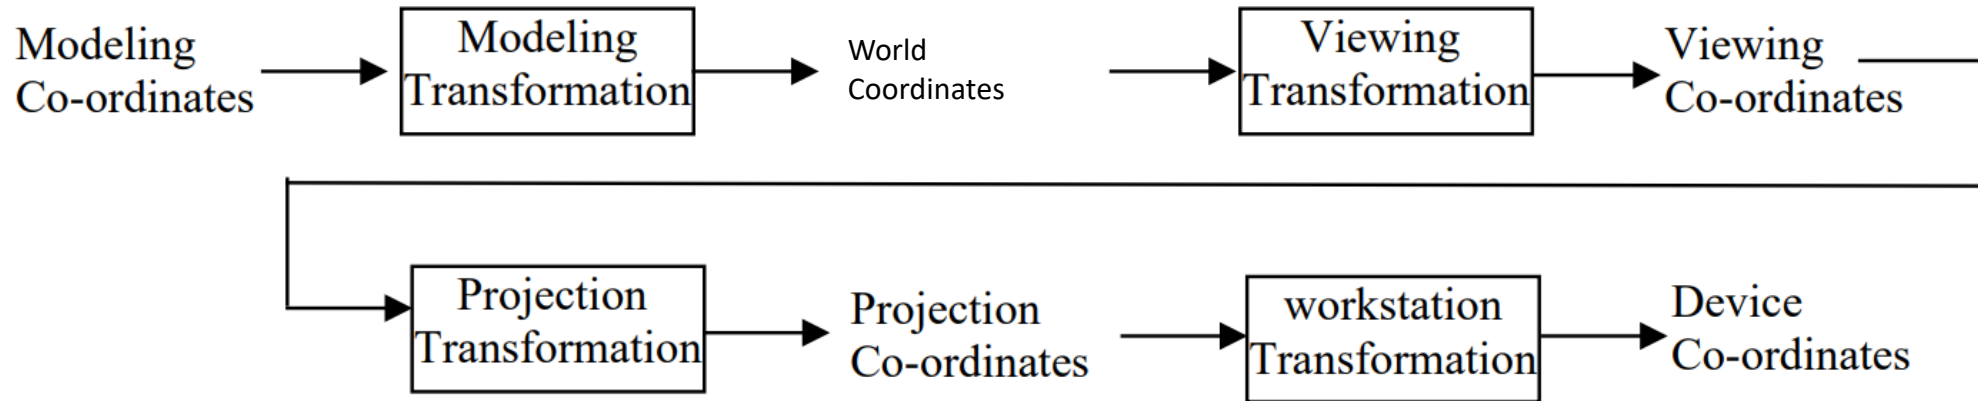 Modeling
Co-ordinates
Modeling
Transformation
World
Coordinates
Viewing
Transformation
Viewing
Co-ordinates
Projection
Transformation
Projection
Co-ordinates
workstation
Transformation
Device
Co-ordinates